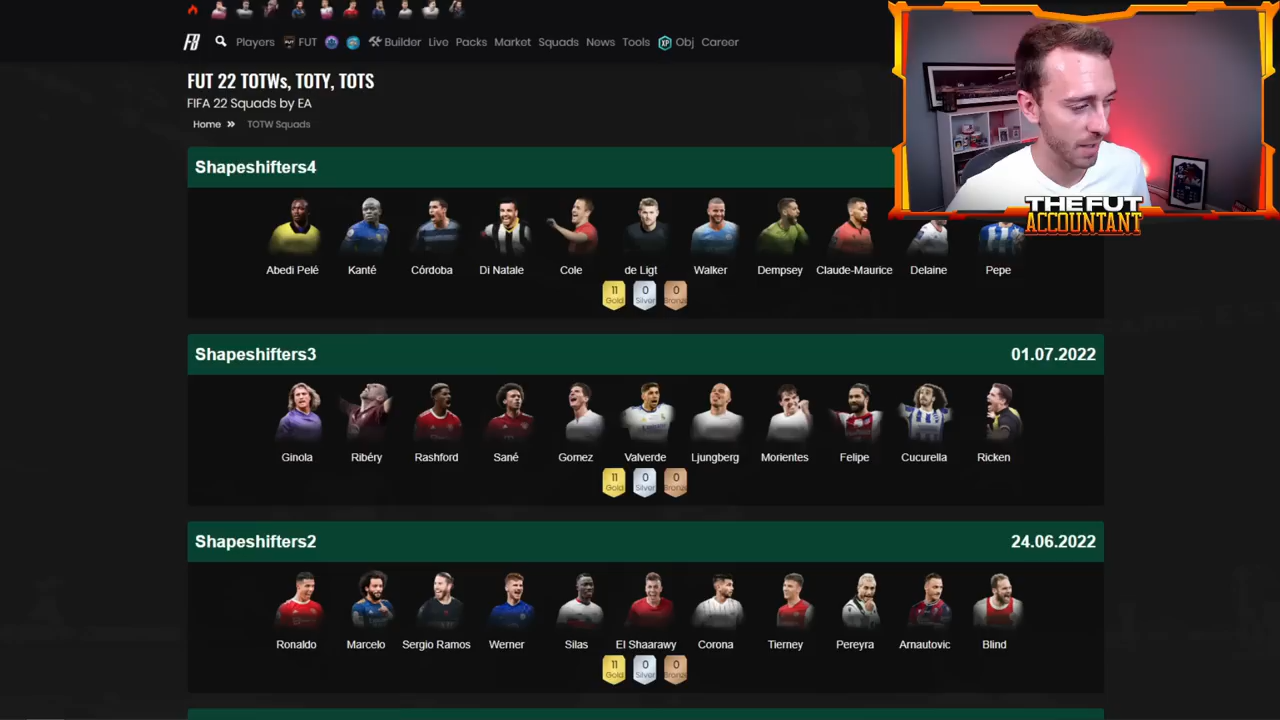 FB Players FUT Builder Live Packs Market Squads News Tools XP Obj Career
FUT 22 TOTWs, TOTY, TOTS
FIFA 22 Squads by EA
Home » TOTW Squads
THE FUT
ACCOUNTANT
Shapeshifters4
Abedi Pelé Kanté Córdoba Di Natale Cole de Ligt Walker Dempsey Claude-Maurice Delaine Pepe
11 0 0
Gold Silver Bronze
Shapeshifters3 01.07.2022
Ginola Ribéry Rashford Sané Gomez Valverde Ljungberg Morientes Felipe Cucurella Ricken
11 0 0
Gold Silver Bronze
Shapeshifters2 24.06.2022
Ronaldo Marcelo Sergio Ramos Werner Silas El Shaarawy Corona Tierney Pereyra Arnautovic Blind
11 0 0
Gold Silver Bronze